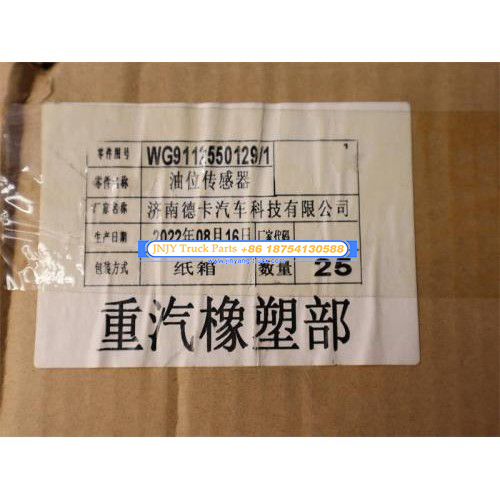 零件图号 WG9112550129/1 1
零件名称 油位传感器
厂家名称 济南德卡汽车科技有限公司
生产日期 2022年08月16日 厂家代码
JNJY Truck Parts +86 18754130588
包装方式 纸箱 数量 25
重汽橡塑部